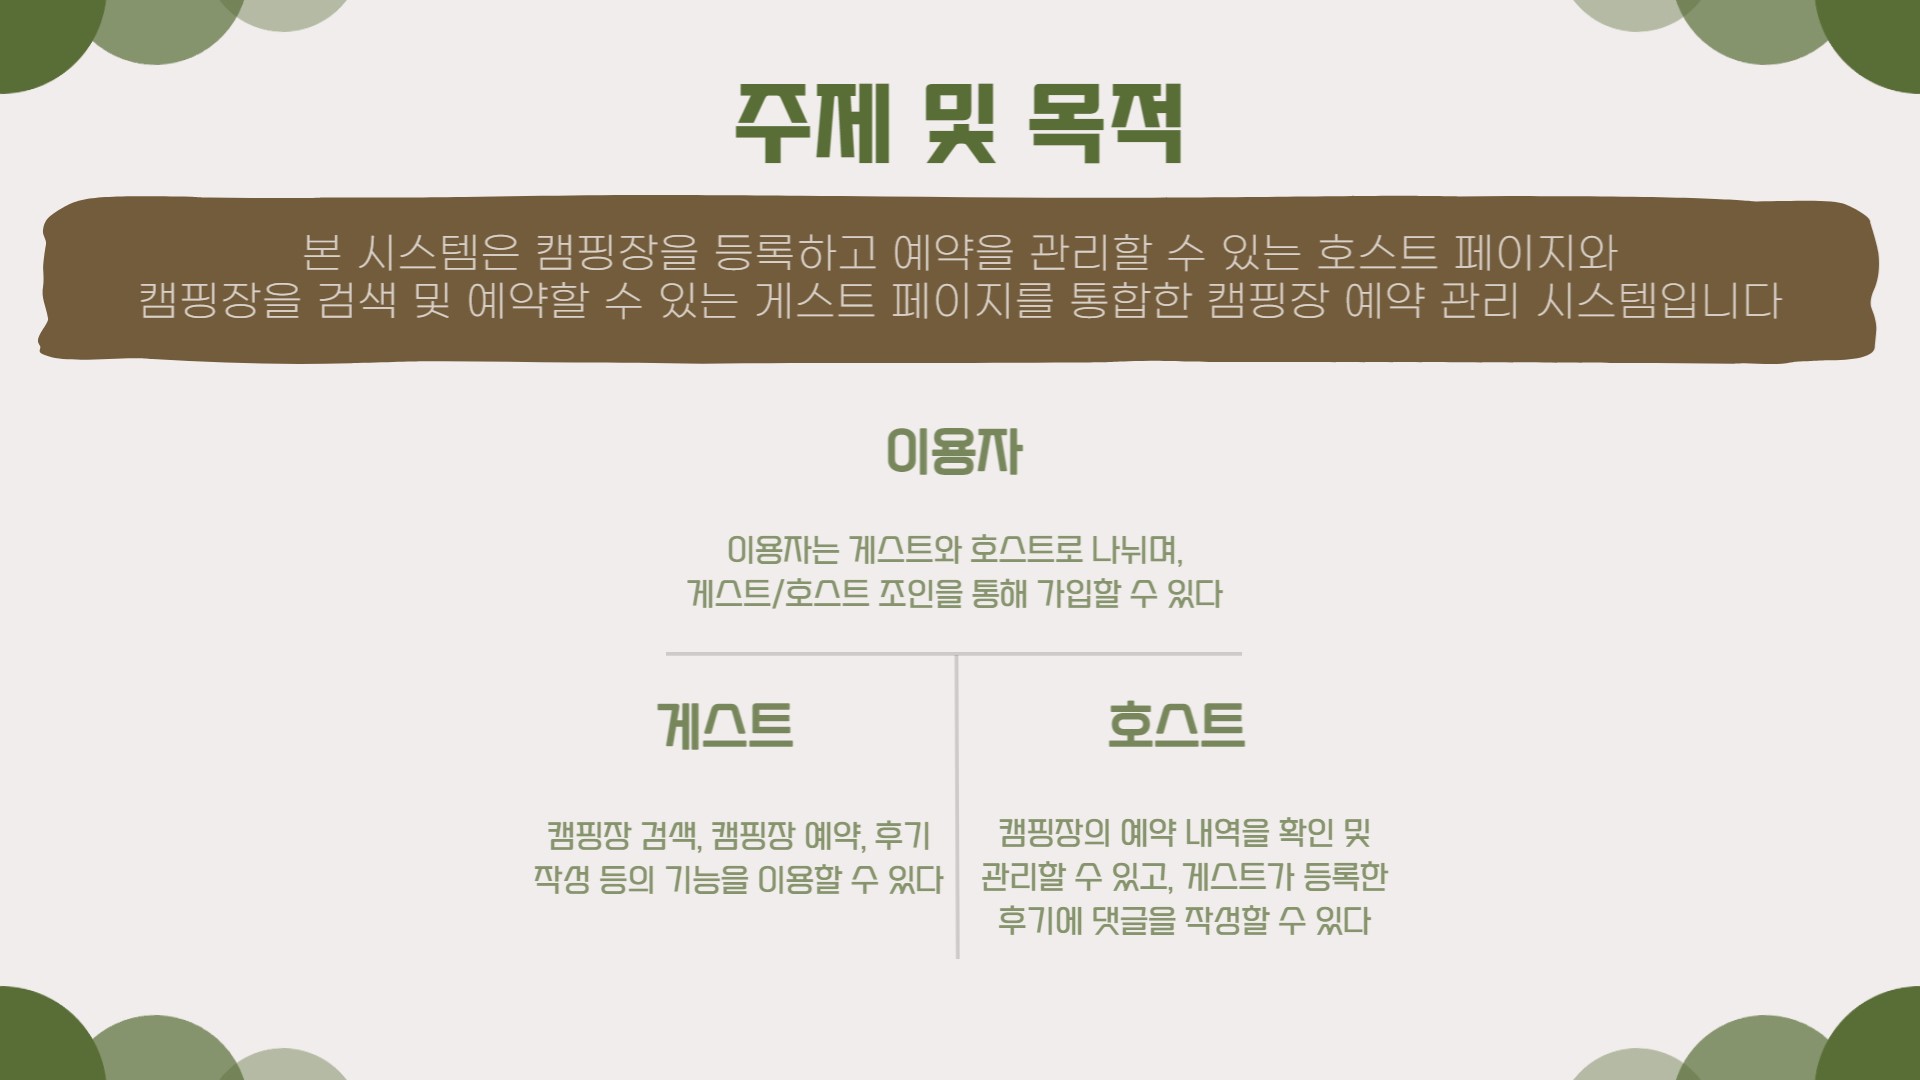 주제 및 목적
본 시스템은 캠핑장을 등록하고 예약을 관리할 수 있는 호스트 페이지와
캠핑장을 검색 및 예약할 수 있는 게스트 페이지를 통합한 캠핑장 예약 관리 시스템입니다
이용자
이용자는 게스트와 호스트로 나뉘며,
게스트/호스트 조인을 통해 가입할 수 있다
게스트
캠핑장 검색, 캠핑장 예약, 후기
작성 등의 기능을 이용할 수 있다
호스트
캠핑장의 예약 내역을 확인 및
관리할 수 있고, 게스트가 등록한
후기에 댓글을 작성할 수 있다